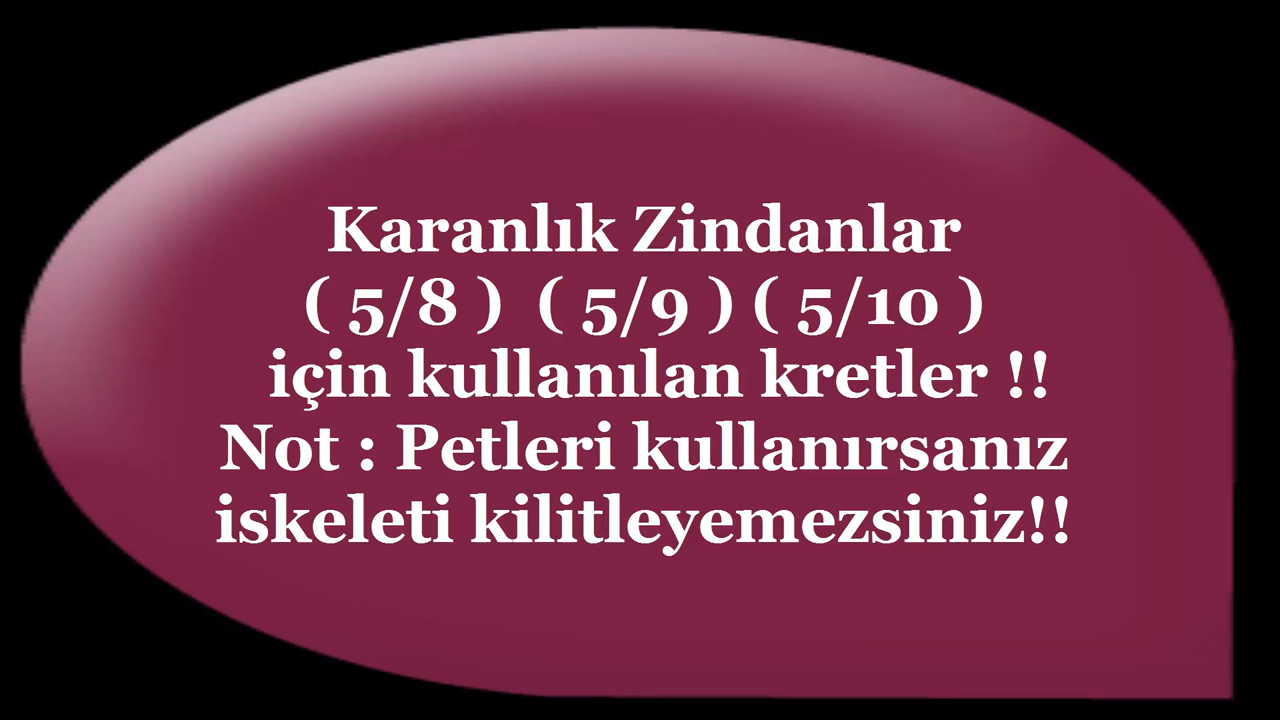 Karanlık Zindanlar
( 5/8 )  ( 5/9 ) ( 5/10 )
için kullanılan kretler !!
Not : Petleri kullanırsanız
iskeleti kilitleyemezsiniz!!